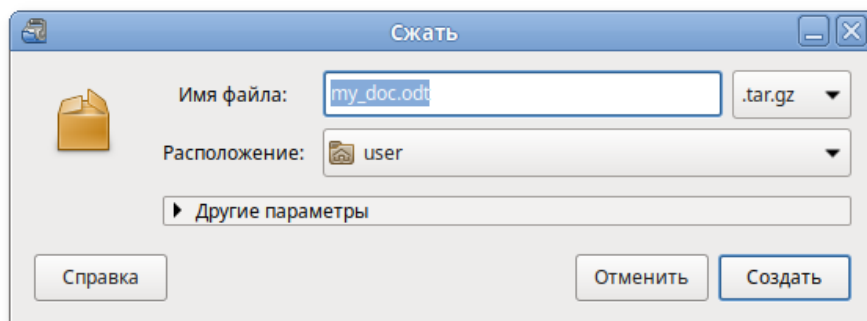 Сжать
Имя файла: my_doc.odt .tar.gz
Расположение: user
Другие параметры
Справка Отменить Создать